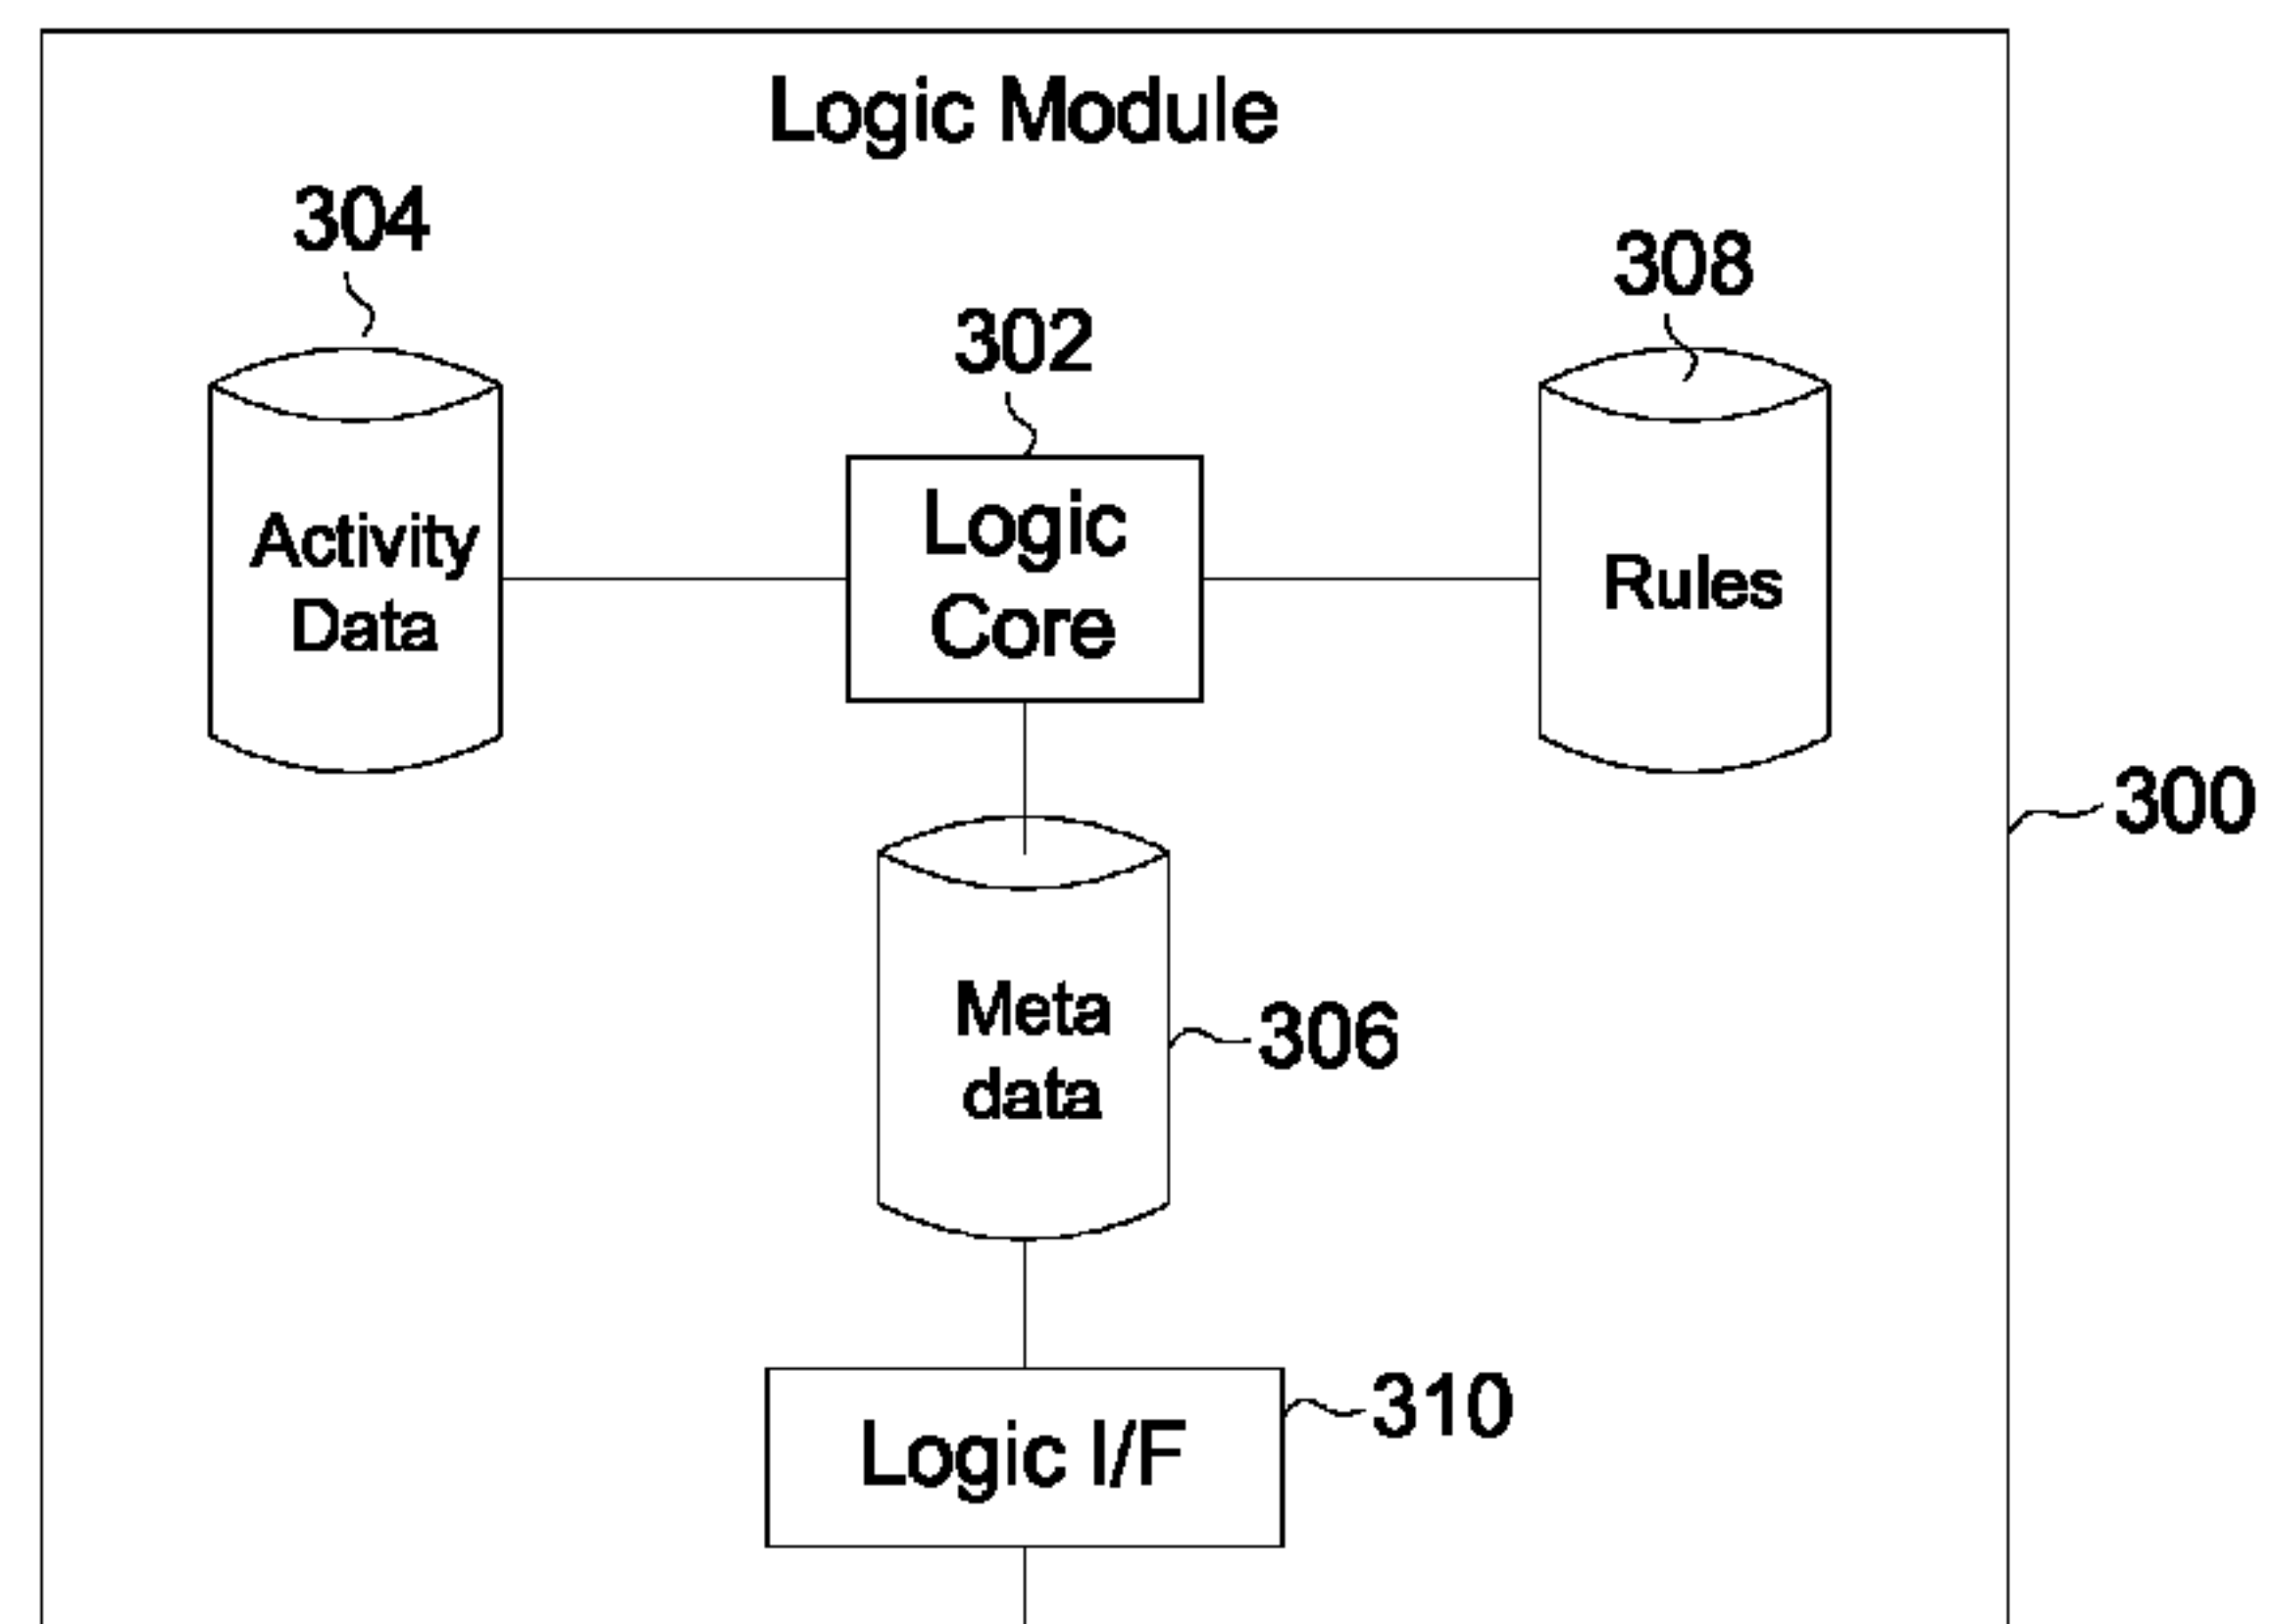 Logic Module
304
308
302
Activity
Data
Logic
Core
Rules
300
Meta
data
306
310
Logic I/F